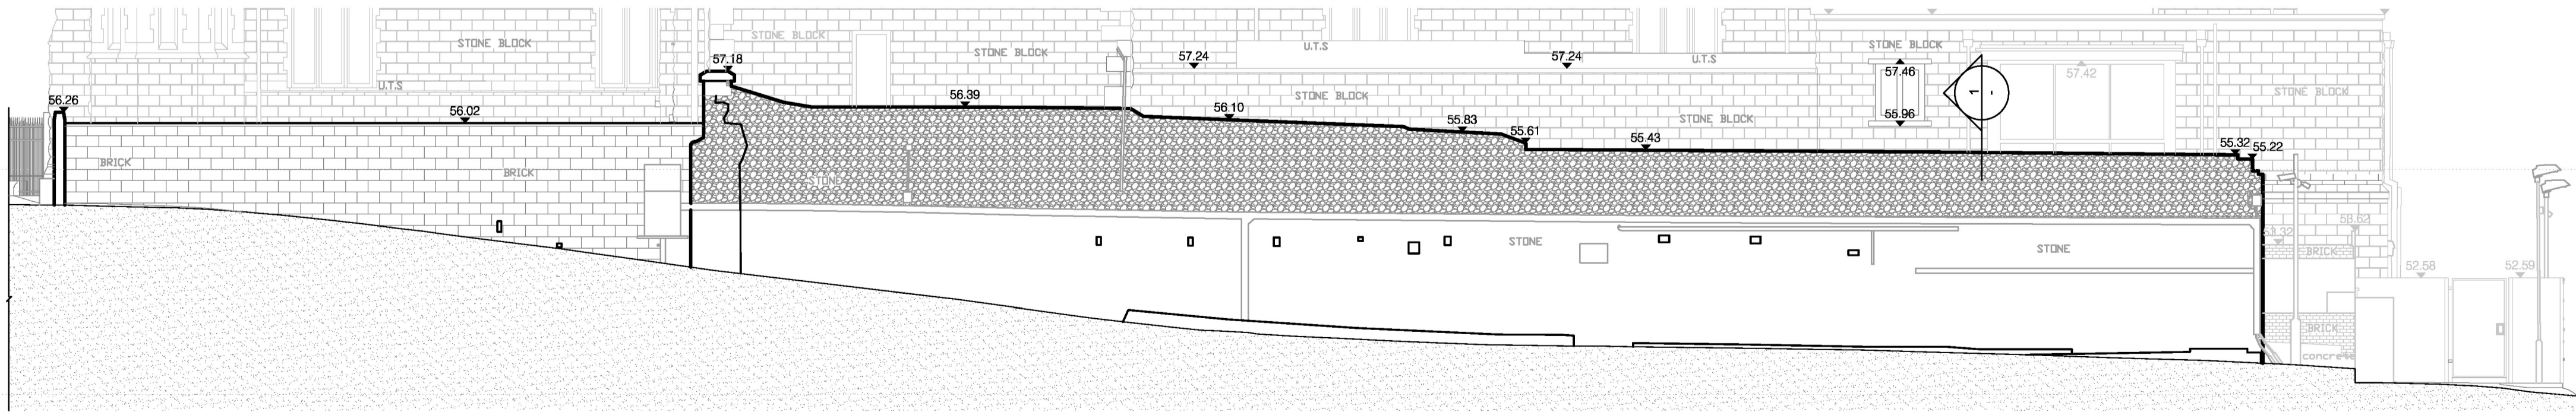 STONE BLOCK
STONE BLOCK
STONE BLOCK
U.T.S
STONE BLOCK
57.18
57.24
57.24
U.T.S
57.46
57.42
U.T.S
STONE BLOCK
STONE BLOCK
56.26
56.02
56.39
56.10
55.83
55.61
55.43
STONE BLOCK
55.96
1
-
55.32
55.22
BRICK
BRICK
STONE
STONE
STONE
53.62
53.32
BRICK
52.58
52.59
BRICK
concrete